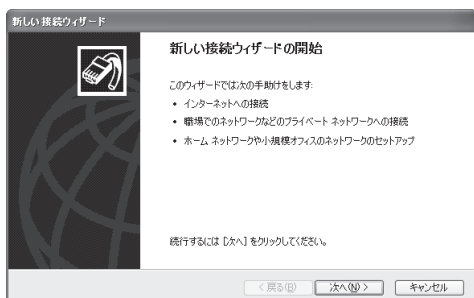 新しい接続ウィザード
新しい接続ウィザードの開始
このウィザードでは次の手助けをします:
• インターネットへの接続
• 職場でのネットワークなどのプライベート ネットワークへの接続
• ホーム ネットワークや小規模オフィスのネットワークのセットアップ
続行するには [次へ] をクリックしてください。
< 戻る(B) 次へ(N) > キャンセル